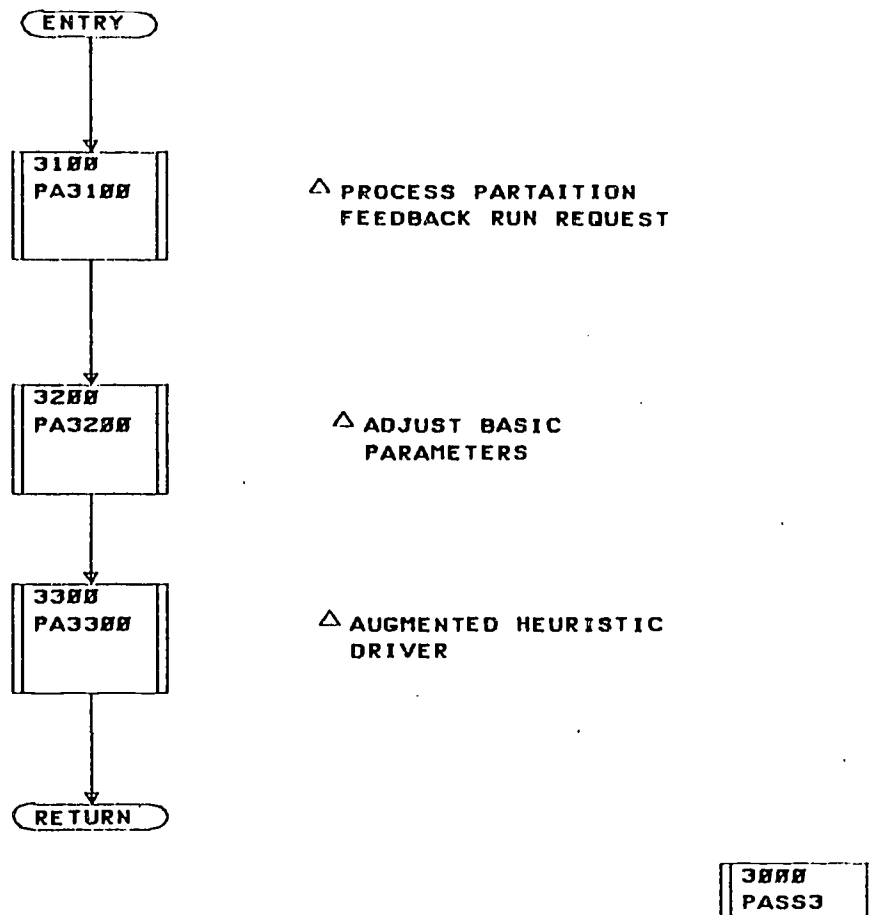 ENTRY
3100
PA3100
△ PROCESS PARTAITION
FEEDBACK RUN REQUEST
3200
PA3200
△ ADJUST BASIC
PARAMETERS
3300
PA3300
△ AUGMENTED HEURISTIC
DRIVER
RETURN
3000
PASS3